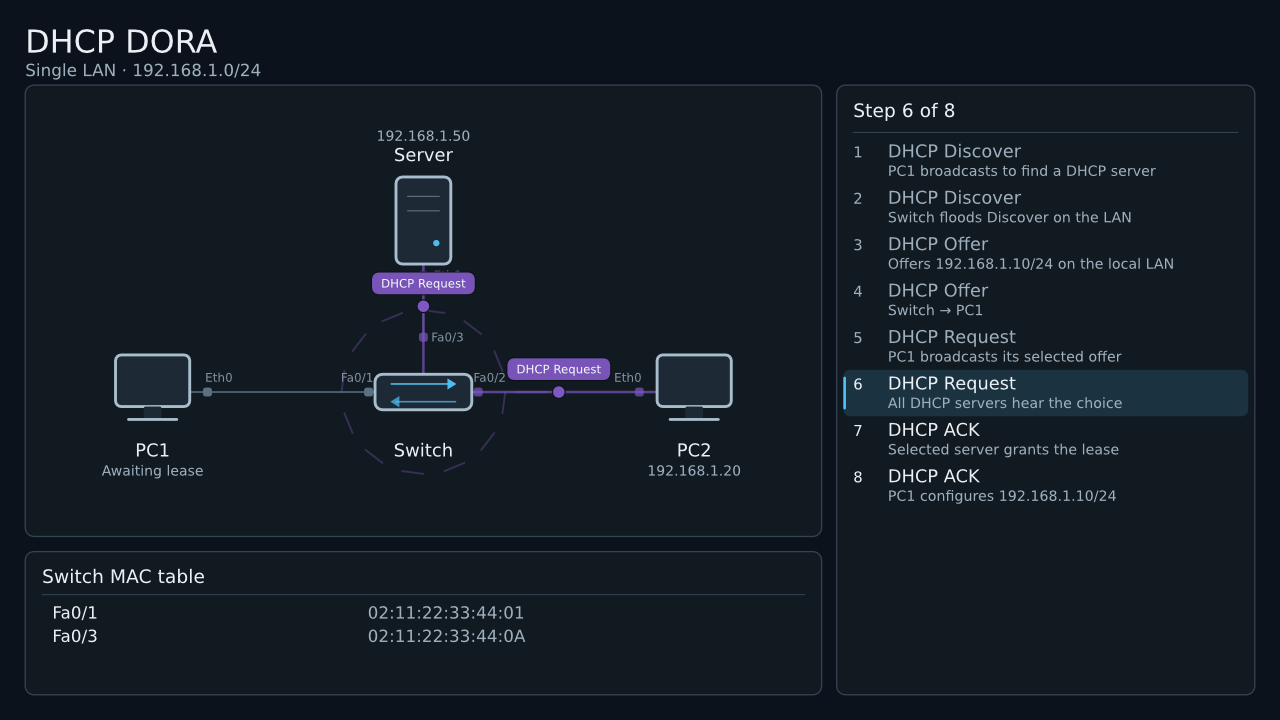 DHCP DORA
Single LAN · 192.168.1.0/24
192.168.1.50
Server
DHCP Request
Fa0/3
DHCP Request
Eth0
Fa0/1
Fa0/2
Eth0
PC1
Awaiting lease
Switch
PC2
192.168.1.20
Switch MAC table
Fa0/1 02:11:22:33:44:01
Fa0/3 02:11:22:33:44:0A
Step 6 of 8
1 DHCP Discover
PC1 broadcasts to find a DHCP server
2 DHCP Discover
Switch floods Discover on the LAN
3 DHCP Offer
Offers 192.168.1.10/24 on the local LAN
4 DHCP Offer
Switch → PC1
5 DHCP Request
PC1 broadcasts its selected offer
6 DHCP Request
All DHCP servers hear the choice
7 DHCP ACK
Selected server grants the lease
8 DHCP ACK
PC1 configures 192.168.1.10/24